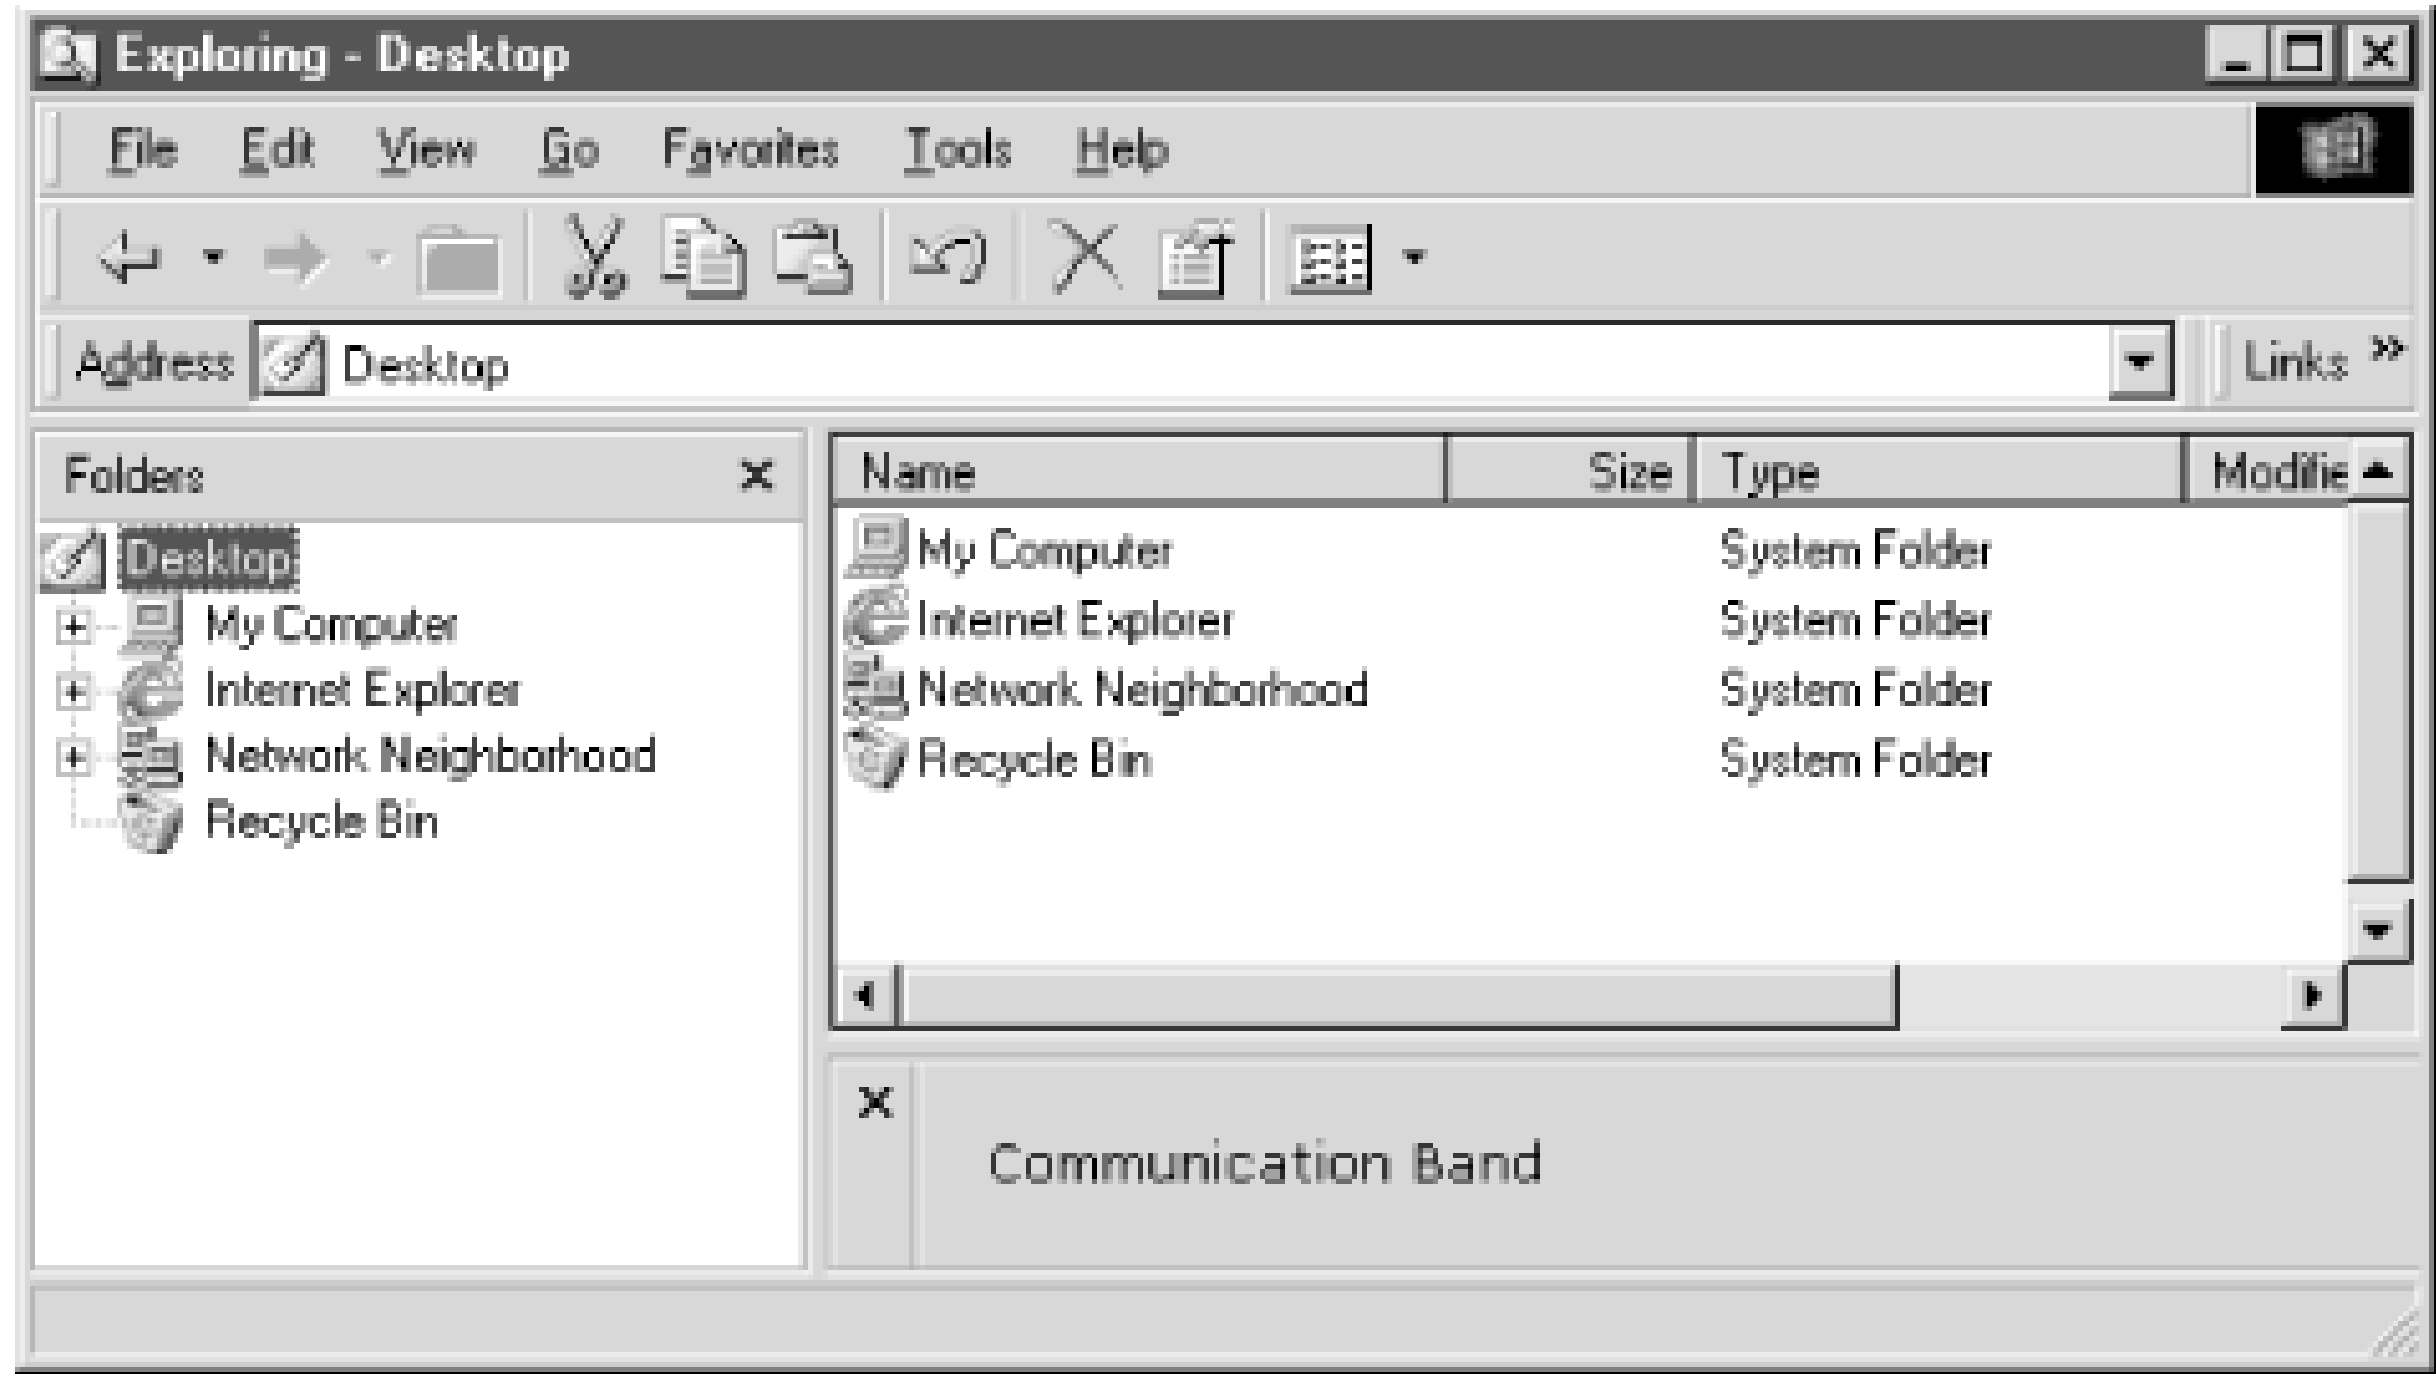 Exploring - Desktop
File Edit View Go Favorites Tools Help
Address Desktop Links »
Folders
Desktop
My Computer
Internet Explorer
Network Neighborhood
Recycle Bin
Name Size Type Modifie
My Computer System Folder
Internet Explorer System Folder
Network Neighborhood System Folder
Recycle Bin System Folder
Communication Band